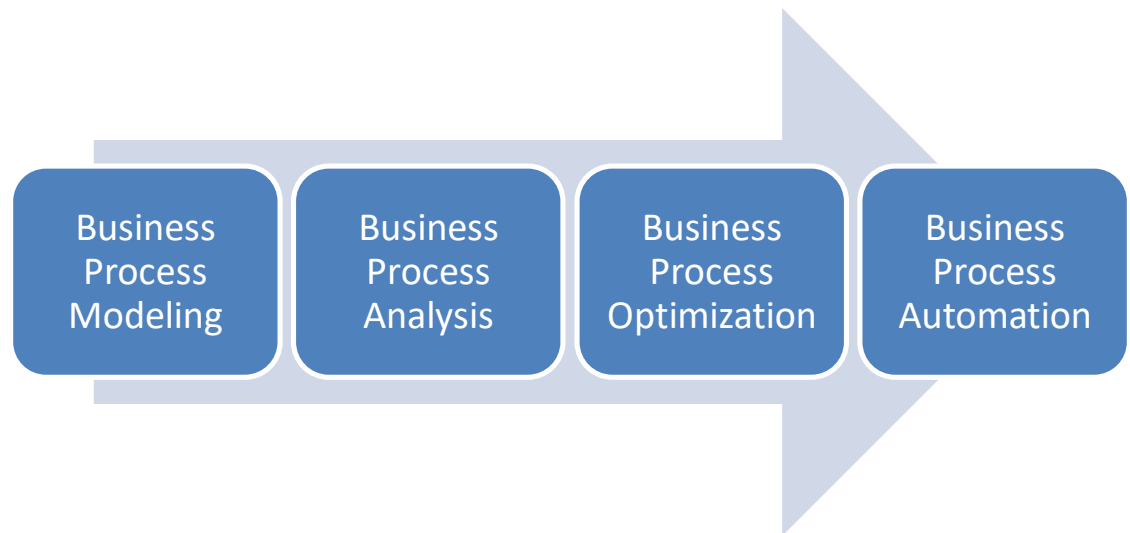 Business
Process
Modeling
Business
Process
Analysis
Business
Process
Optimization
Business
Process
Automation